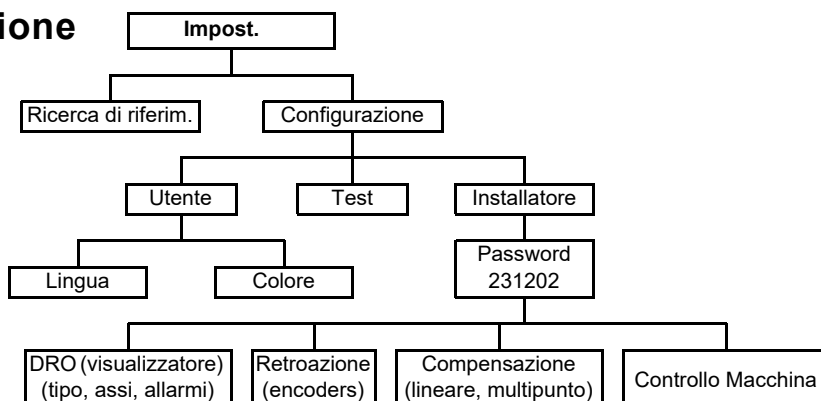 Impost.
Ricerca di riferim.
Configurazione
Utente
Test
Installatore
Lingua
Colore
Password
231202
DRO (visualizzatore)
(tipo, assi, allarmi)
Retroazione
(encoders)
Compensazione
(lineare, multipunto)
Controllo Macchina